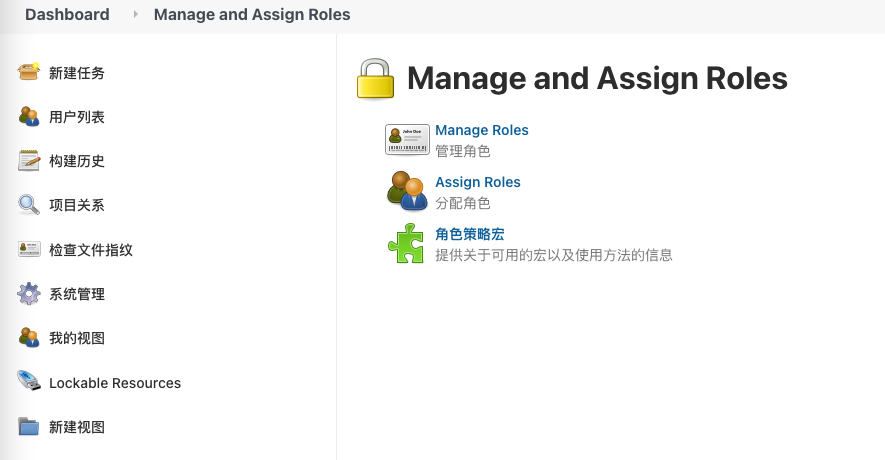 Dashboard Manage and Assign Roles
新建任务
用户列表
构建历史
项目关系
检查文件指纹
系统管理
我的视图
Lockable Resources
新建视图
Manage and Assign Roles
John Doe
Manage Roles
管理角色
Assign Roles
分配角色
角色策略宏
提供关于可用的宏以及使用方法的信息